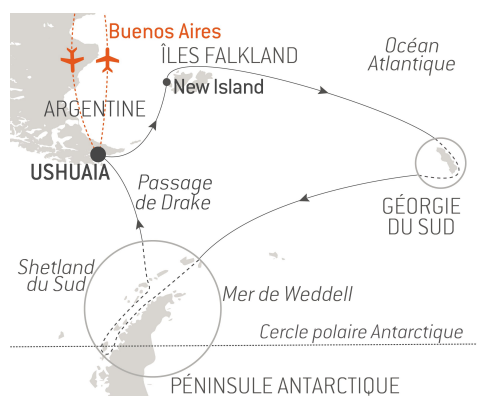 Buenos Aires
ÎLES FALKLAND
Océan
Atlantique
New Island
ARGENTINE
USHUAIA
Passage
de Drake
GÉORGIE
DU SUD
Shetland
du Sud
Mer de Weddell
Cercle polaire Antarctique
PÉNINSULE ANTARCTIQUE